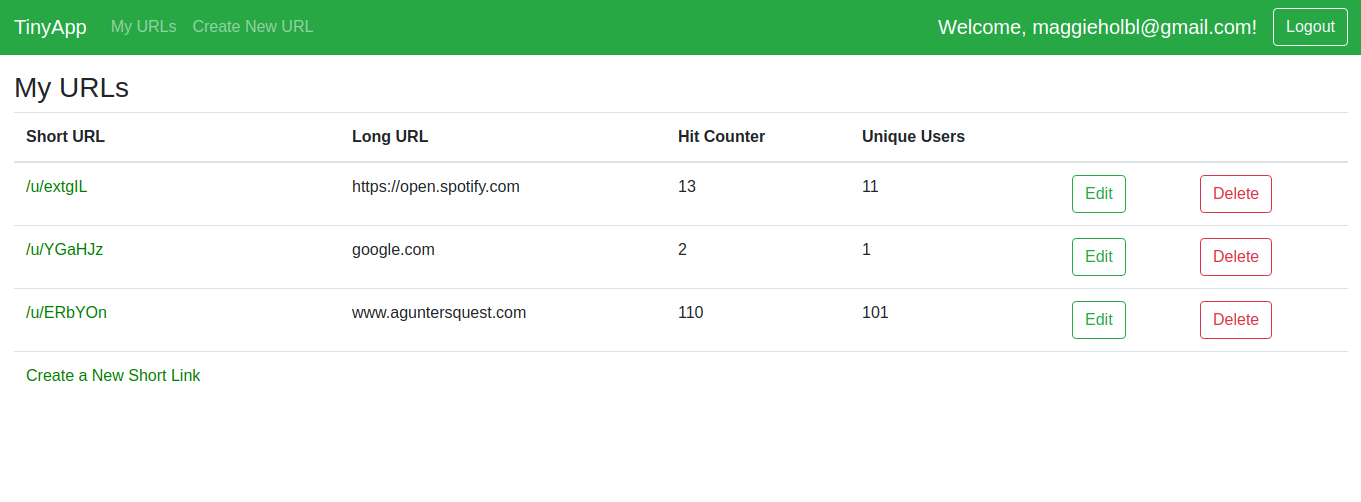 TinyApp My URLs Create New URL Welcome, maggieholbl@gmail.com! Logout
My URLs
Short URL Long URL Hit Counter Unique Users
/u/extgIL https://open.spotify.com 13 11 Edit Delete
/u/YGaHJz google.com 2 1 Edit Delete
/u/ERbYOn www.aguntersquest.com 110 101 Edit Delete
Create a New Short Link